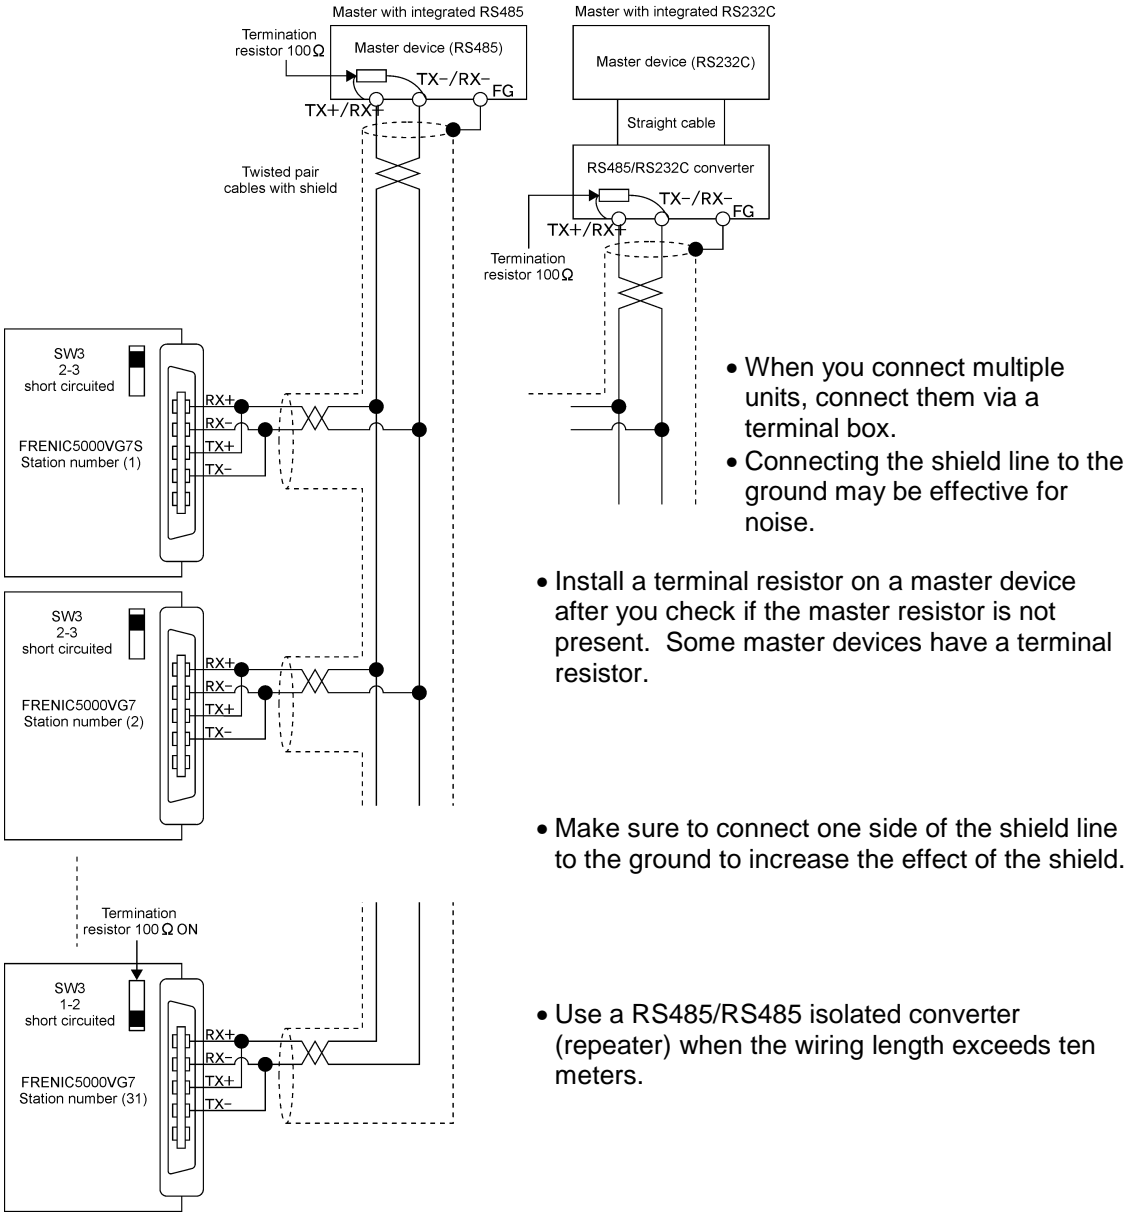 Master with integrated RS485
Termination
resistor 100Ω
Master device (RS485)
TX-/RX-
FG
TX+/RX+
Twisted pair
cables with shield
Master with integrated RS232C
Master device (RS232C)
Straight cable
RS485/RS232C converter
TX-/RX-
FG
TX+/RX+
Termination
resistor 100Ω
SW3
2-3
short circuited
FRENIC5000VG7S
Station number (1)
RX+
RX-
TX+
TX-
• When you connect multiple
units, connect them via a
terminal box.
• Connecting the shield line to the
ground may be effective for
noise.
• Install a terminal resistor on a master device
after you check if the master resistor is not
present.  Some master devices have a terminal
resistor.
SW3
2-3
short circuited
FRENIC5000VG7
Station number (2)
RX+
RX-
TX+
TX-
• Make sure to connect one side of the shield line
to the ground to increase the effect of the shield.
Termination
resistor 100Ω ON
SW3
1-2
short circuited
FRENIC5000VG7
Station number (31)
RX+
RX-
TX+
TX-
• Use a RS485/RS485 isolated converter
(repeater) when the wiring length exceeds ten
meters.